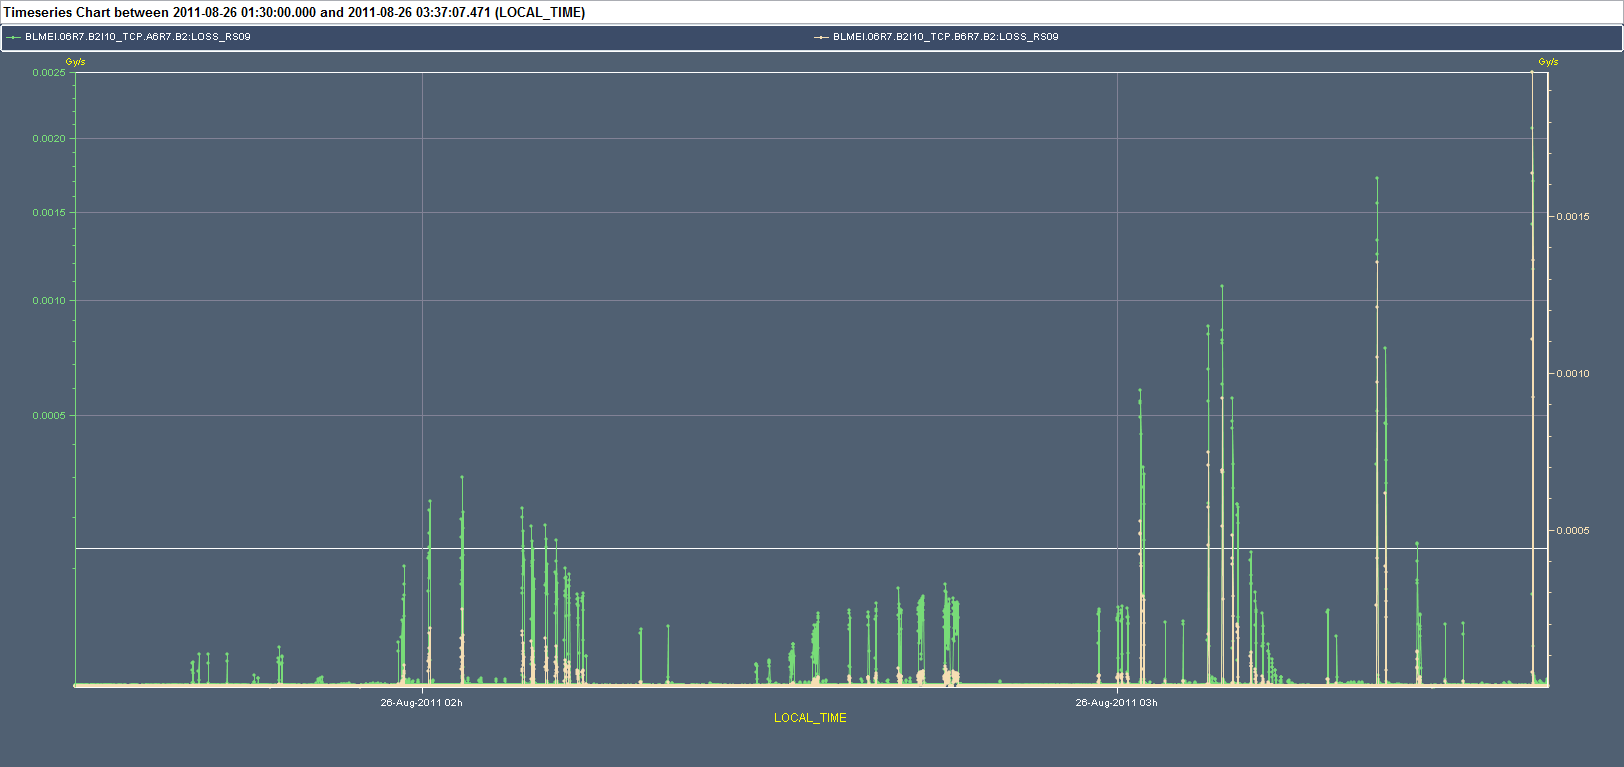 Timeseries Chart between 2011-08-26 01:30:00.000 and 2011-08-26 03:37:07.471 (LOCAL_TIME)
BLMEI.06R7.B2I10_TCP.A6R7.B2:LOSS_RS09 BLMEI.06R7.B2I10_TCP.B6R7.B2:LOSS_RS09
Gy/s Gy/s
0.0025
0.0020
0.0015 0.0015
0.0010
0.0010
0.0005
0.0005
26-Aug-2011 02h 26-Aug-2011 03h
LOCAL_TIME